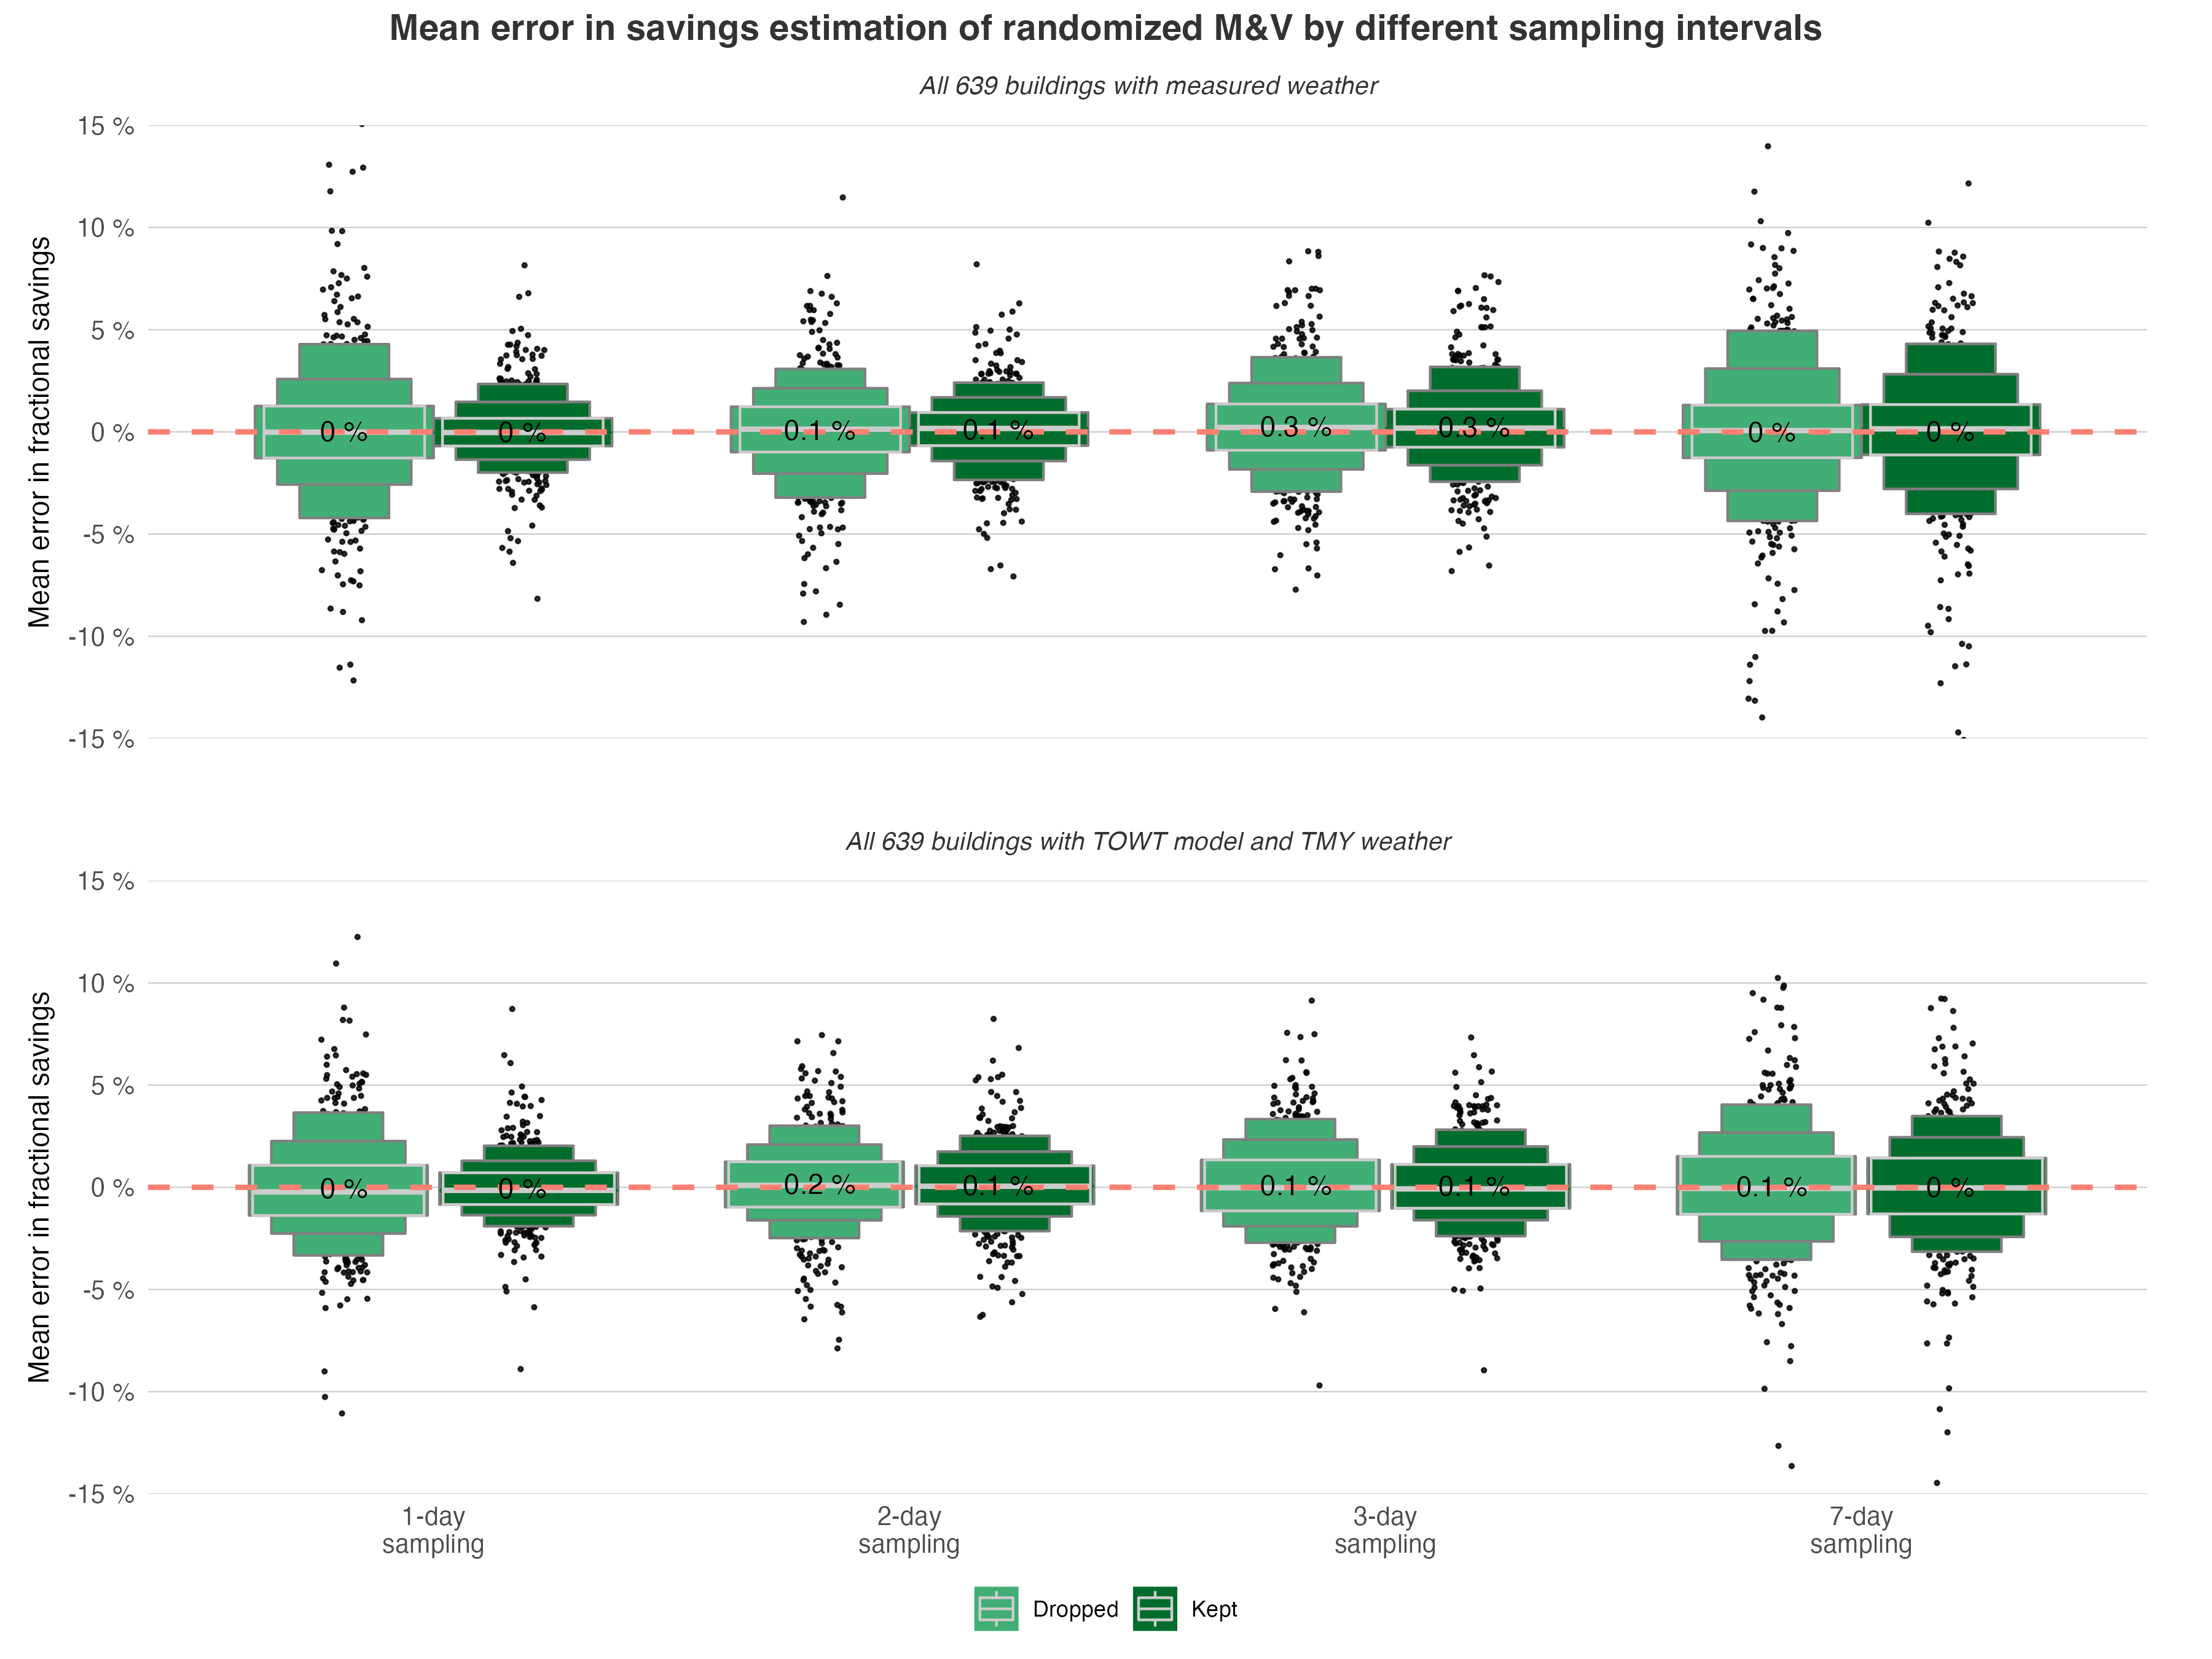 Mean error in savings estimation of randomized M&V by different sampling intervals
All 639 buildings with measured weather
Mean error in fractional savings
15 %
10 %
5 %
0 %
-5 %
-10 %
-15 %
0 %
0 %
0.1 %
0.1 %
0.3 %
0.3 %
0 %
0 %
All 639 buildings with TOWT model and TMY weather
Mean error in fractional savings
15 %
10 %
5 %
0 %
-5 %
-10 %
-15 %
0 %
0 %
0.2 %
0.1 %
0.1 %
0.1 %
0.1 %
0 %
1-day
sampling
2-day
sampling
3-day
sampling
7-day
sampling
Dropped
Kept